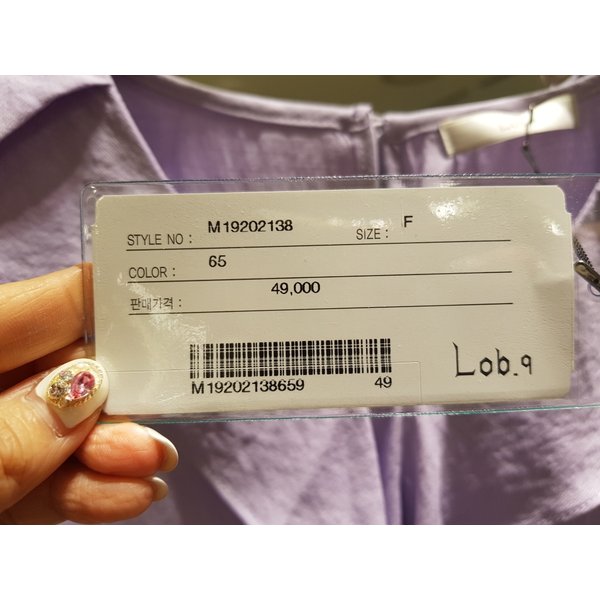 STYLE NO : M19202138 SIZE : F
COLOR : 65
판매가격 : 49,000
M19202138659 49
Lob.9